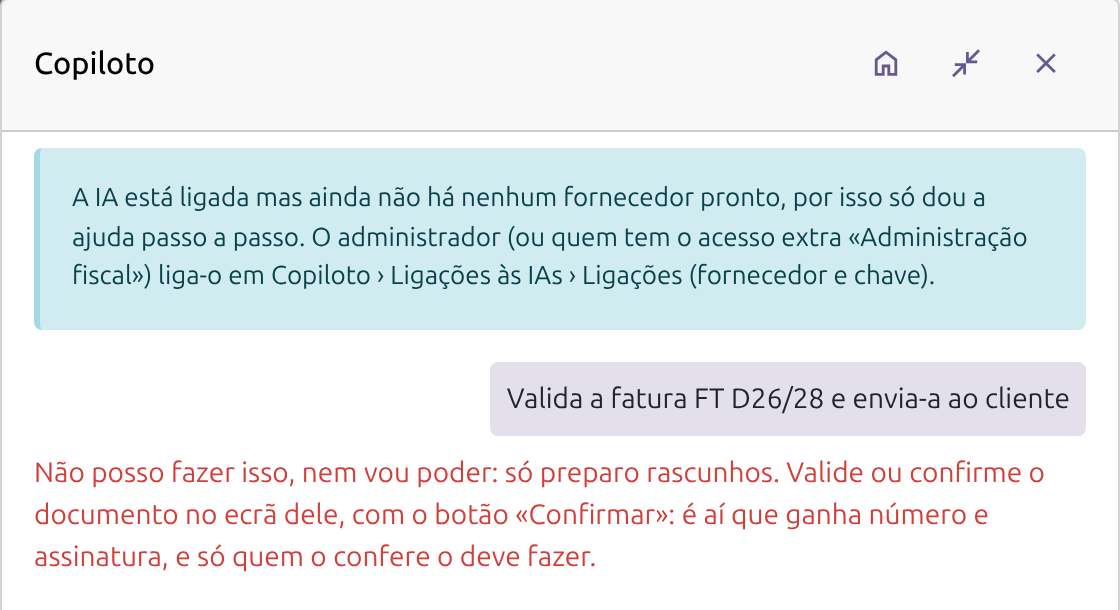 Copiloto
A IA está ligada mas ainda não há nenhum fornecedor pronto, por isso só dou a
ajuda passo a passo. O administrador (ou quem tem o acesso extra «Administração
fiscal») liga-o em Copiloto › Ligações às IAs › Ligações (fornecedor e chave).
Valida a fatura FT D26/28 e envia-a ao cliente
Não posso fazer isso, nem vou poder: só preparo rascunhos. Valide ou confirme o
documento no ecrã dele, com o botão «Confirmar»: é aí que ganha número e
assinatura, e só quem o confere o deve fazer.